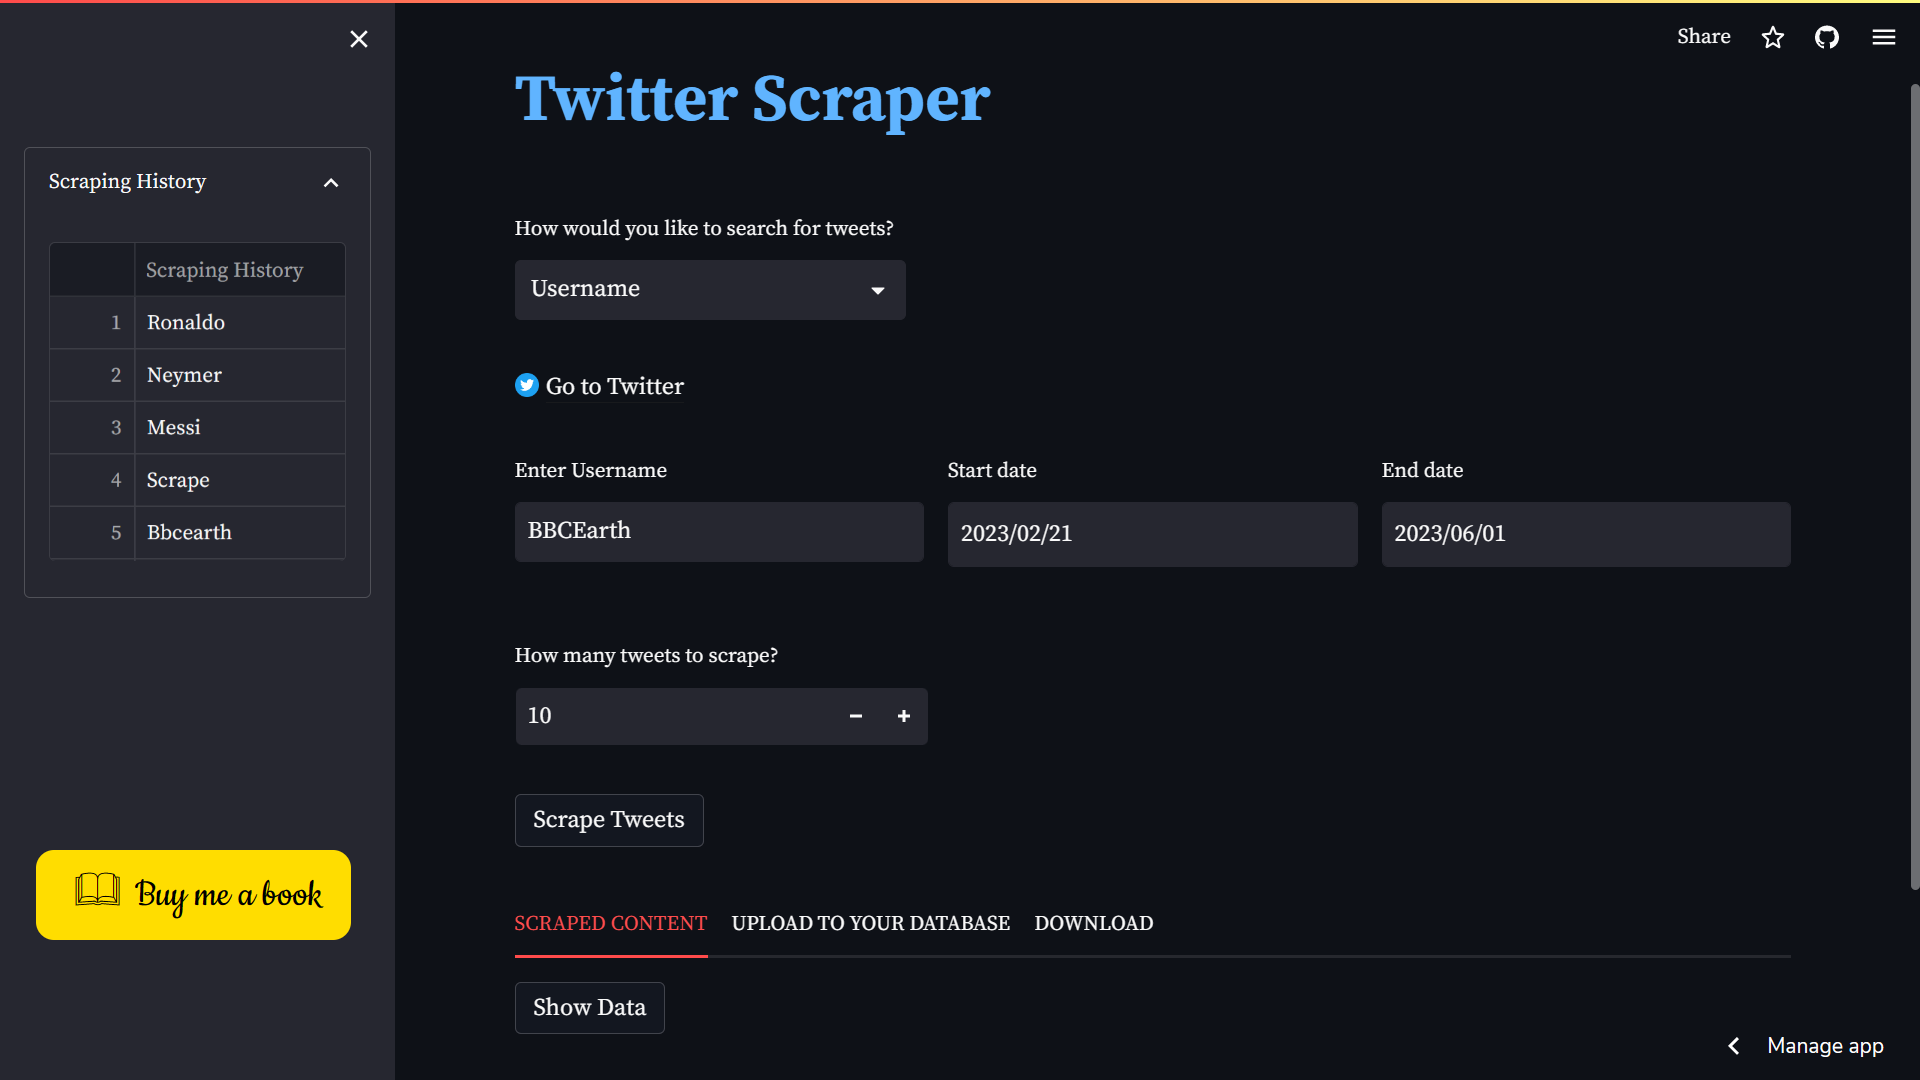 Share
Twitter Scraper
Scraping History
Scraping History
1 Ronaldo
2 Neymer
3 Messi
4 Scrape
5 Bbcearth
Buy me a book
How would you like to search for tweets?
Username
Go to Twitter
Enter Username Start date End date
BBCEarth 2023/02/21 2023/06/01
How many tweets to scrape?
10 - +
Scrape Tweets
SCRAPED CONTENT UPLOAD TO YOUR DATABASE DOWNLOAD
Show Data
Manage app